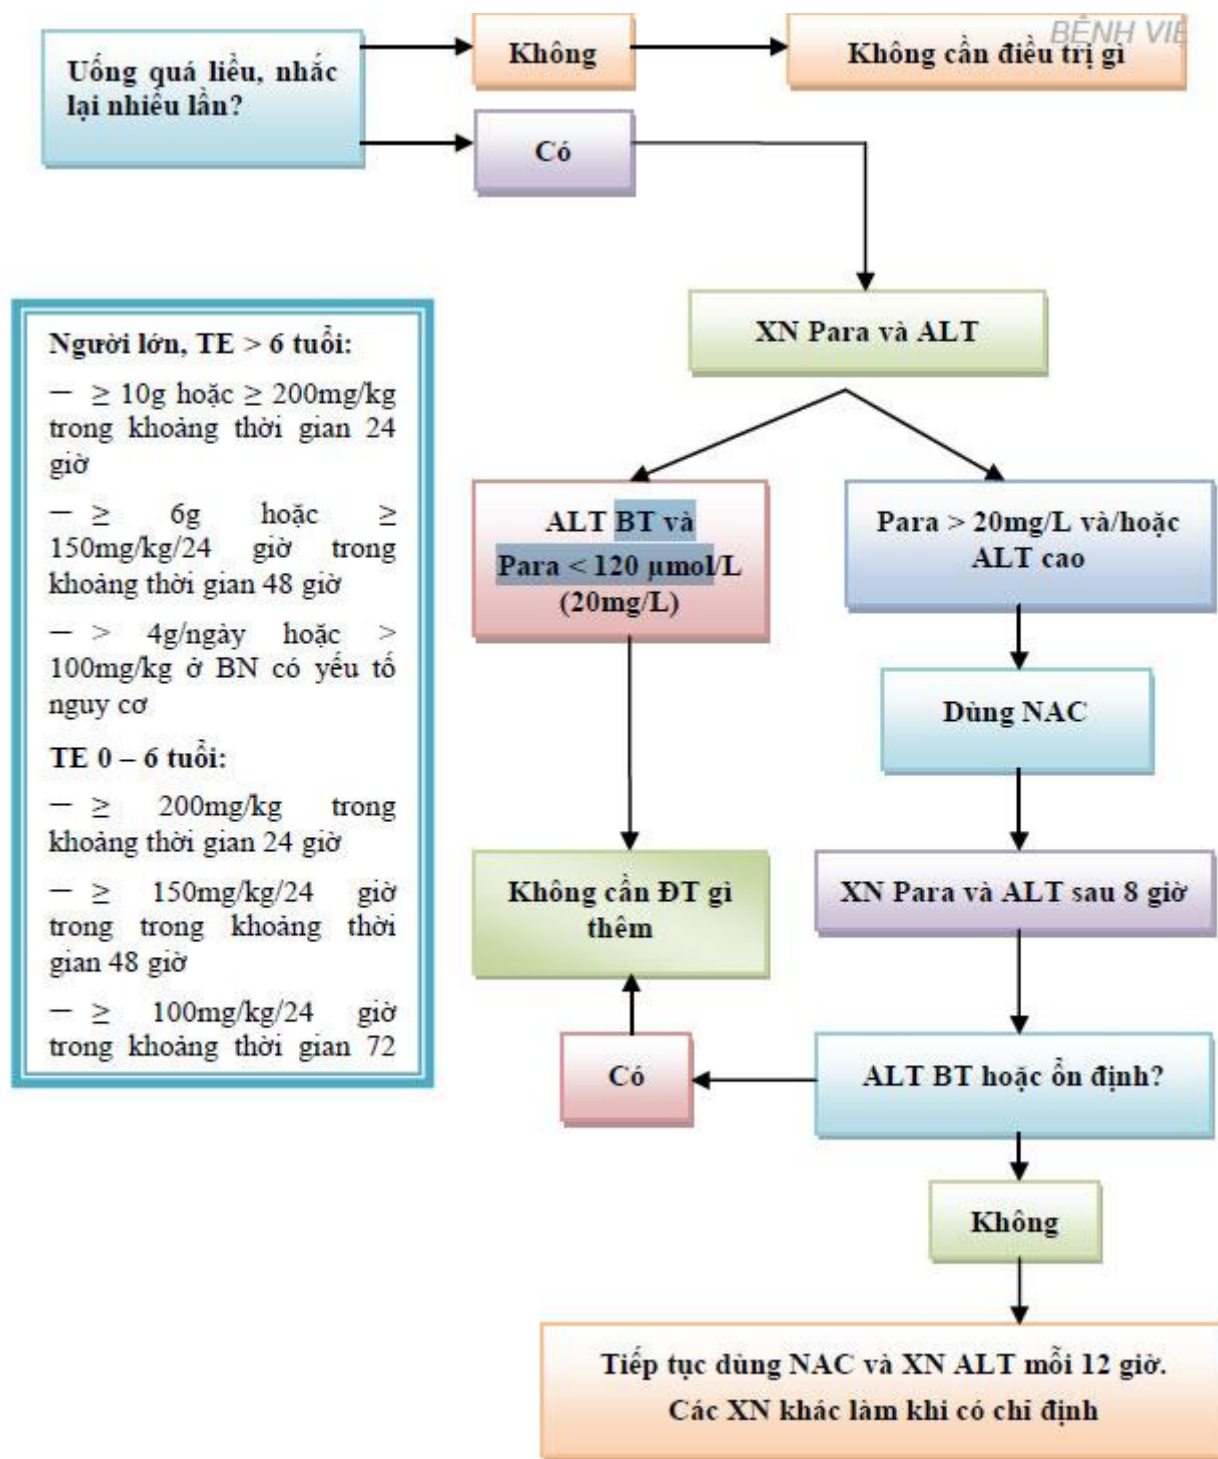 BỆNH VIỆ
Uống quá liều, nhắc
lại nhiều lần?
Không
Không cần điều trị gì
Có
XN Para và ALT
Người lớn, TE > 6 tuổi:
— ≥ 10g hoặc ≥ 200mg/kg
trong khoảng thời gian 24
giờ
— ≥ 6g hoặc ≥
150mg/kg/24 giờ trong
khoảng thời gian 48 giờ
— > 4g/ngày hoặc >
100mg/kg ở BN có yếu tố
nguy cơ
TE 0 – 6 tuổi:
— ≥ 200mg/kg trong
khoảng thời gian 24 giờ
— ≥ 150mg/kg/24 giờ
trong trong khoảng thời
gian 48 giờ
— ≥ 100mg/kg/24 giờ
trong khoảng thời gian 72
ALT BT và
Para < 120 µmol/L
(20mg/L)
Para > 20mg/L và/hoặc
ALT cao
Dùng NAC
Không cần ĐT gì
thêm
XN Para và ALT sau 8 giờ
Có
ALT BT hoặc ổn định?
Không
Tiếp tục dùng NAC và XN ALT mỗi 12 giờ.
Các XN khác làm khi có chỉ định